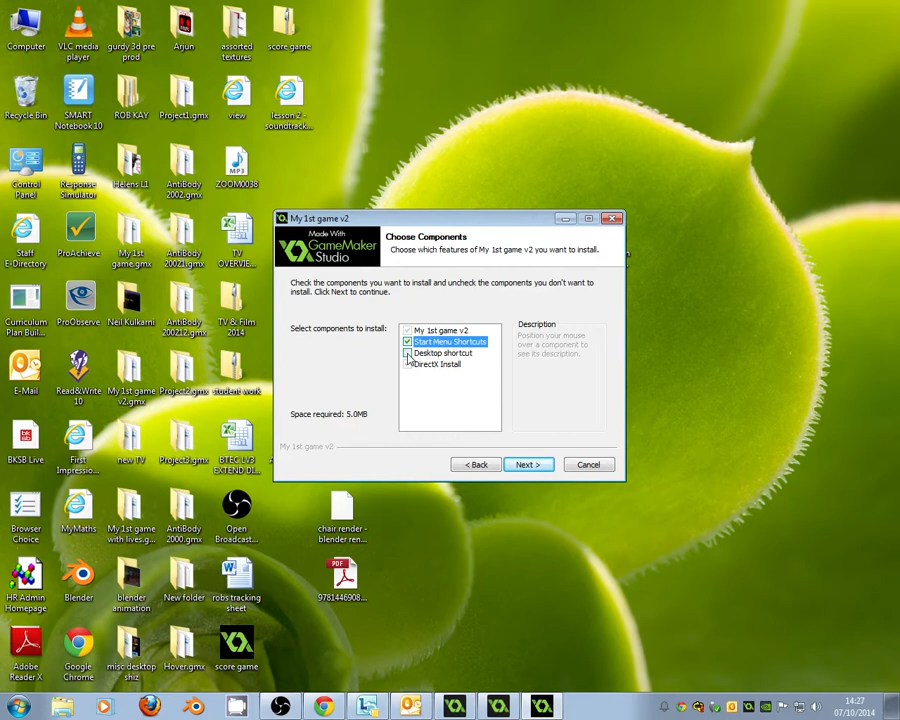 Computer
VLC media
player
gurdy 3d pre
prod
Arjun
assorted
textures
score game
Recycle Bin
SMART
Notebook 10
ROB KAY
Project1.gmx
view
lesson 2 -
soundtrack...
Control
Panel
Response
Simulator
Helens L1
AntiBody
2002.gmx
ZOOM0038
MP3
Staff
E-Directory
ProAchieve
My 1st
game.gmx
AntiBody
20021.gmx
TV
OVERVIE...
Curriculum
Plan Buil...
ProObserve
Neil Kulkarni
AntiBody
200212.gmx
TV & Film
2014
E-Mail
Read&Write
10
My 1st game
v2.gmx
Project2.gmx
student work
BKSB Live
First
Impressio...
new TV
Project3.gmx
BTEC LV3
EXTEND DI...
Browser
Choice
MyMaths
My 1st game
with lives.g...
AntiBody
2000.gmx
Open
Broadcast...
chair render -
blender ren...
HR Admin
Homepage
Blender
blender
animation
New folder
robs tracking
sheet
PDF
9781446908...
Adobe
Reader X
Google
Chrome
misc desktop
shiz
Hover.gmx
score game
My 1st game v2
Made With
GameMaker
Studio
Choose Components
Choose which features of My 1st game v2 you want to install.
Check the components you want to install and uncheck the components you don't want to
install. Click Next to continue.
Select components to install:
My 1st game v2
Start Menu Shortcuts
Desktop shortcut
DirectX Install
Description
Position your mouse
over a component to
see its description.
Space required: 5.0MB
My 1st game v2
< Back
Next >
Cancel
14:27
07/10/2014